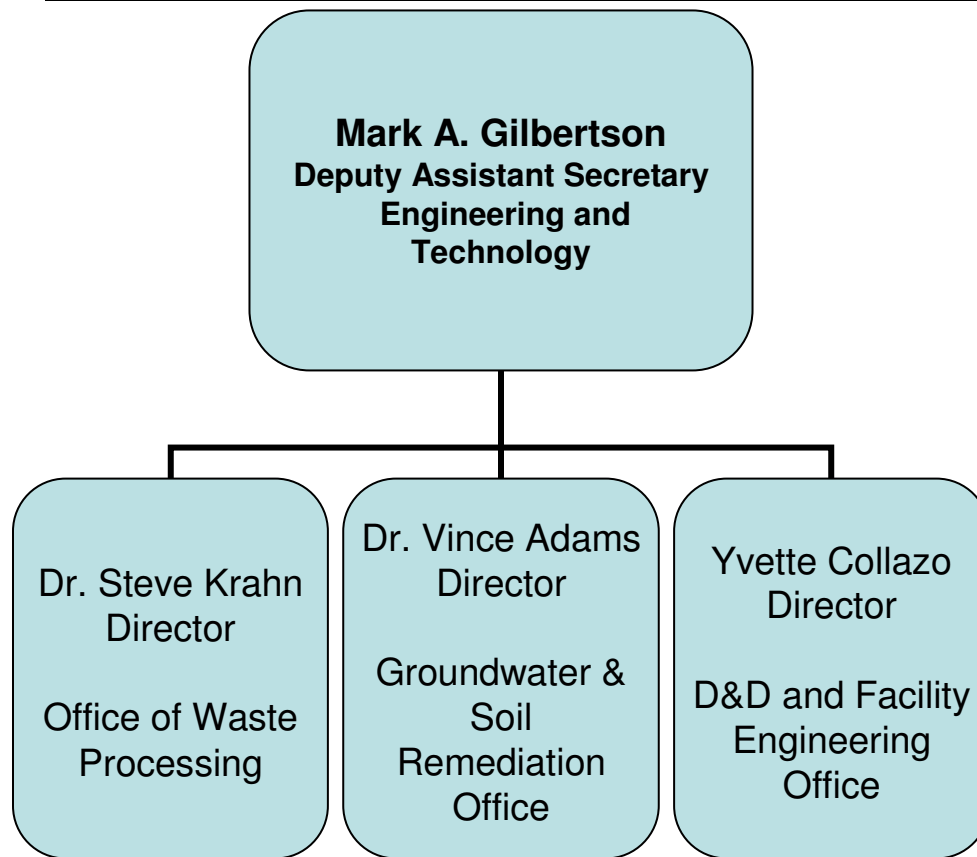 Mark A. Gilbertson
Deputy Assistant Secretary
Engineering and
Technology
Dr. Steve Krahn
Director
Office of Waste
Processing
Dr. Vince Adams
Director
Groundwater &
Soil
Remediation
Office
Yvette Collazo
Director
D&D and Facility
Engineering
Office